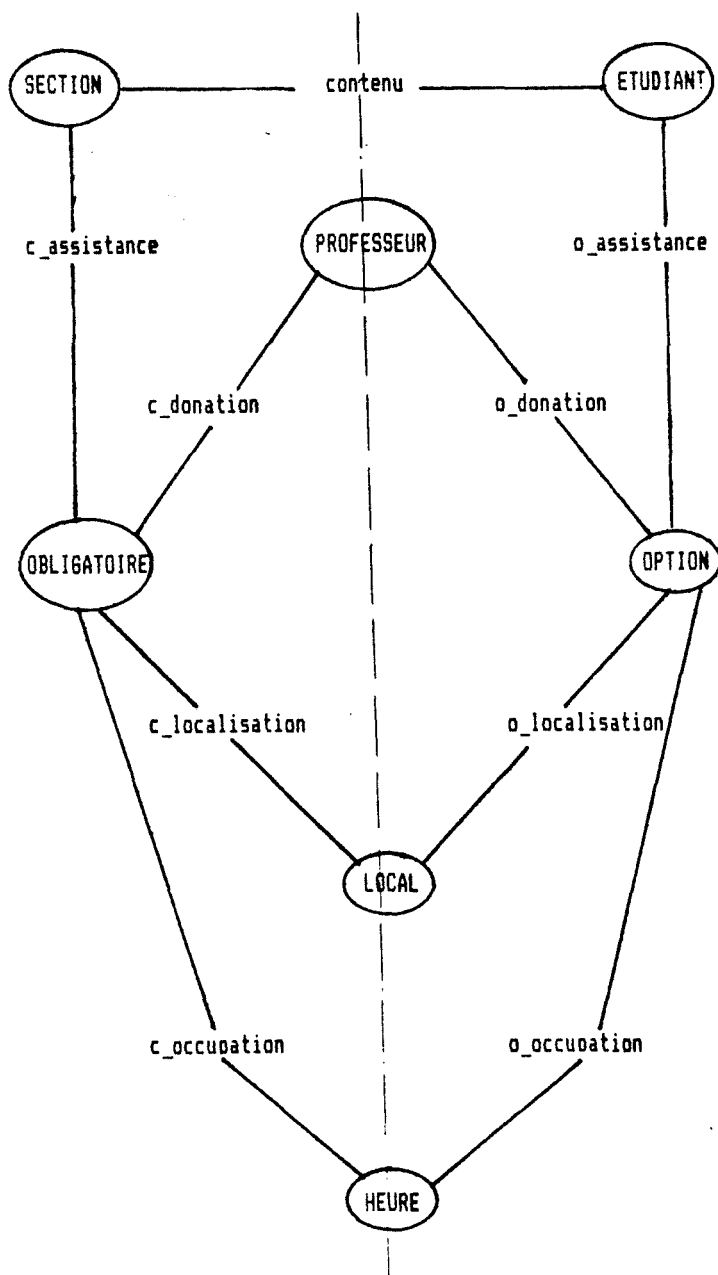 SECTION contenu ETUDIANT
PROFESSEUR
c_assistance o_assistance
c_donation o_donation
OBLIGATOIRE OPTION
c_localisation o_localisation
LOCAL
c_occupation o_occupation
HEURE